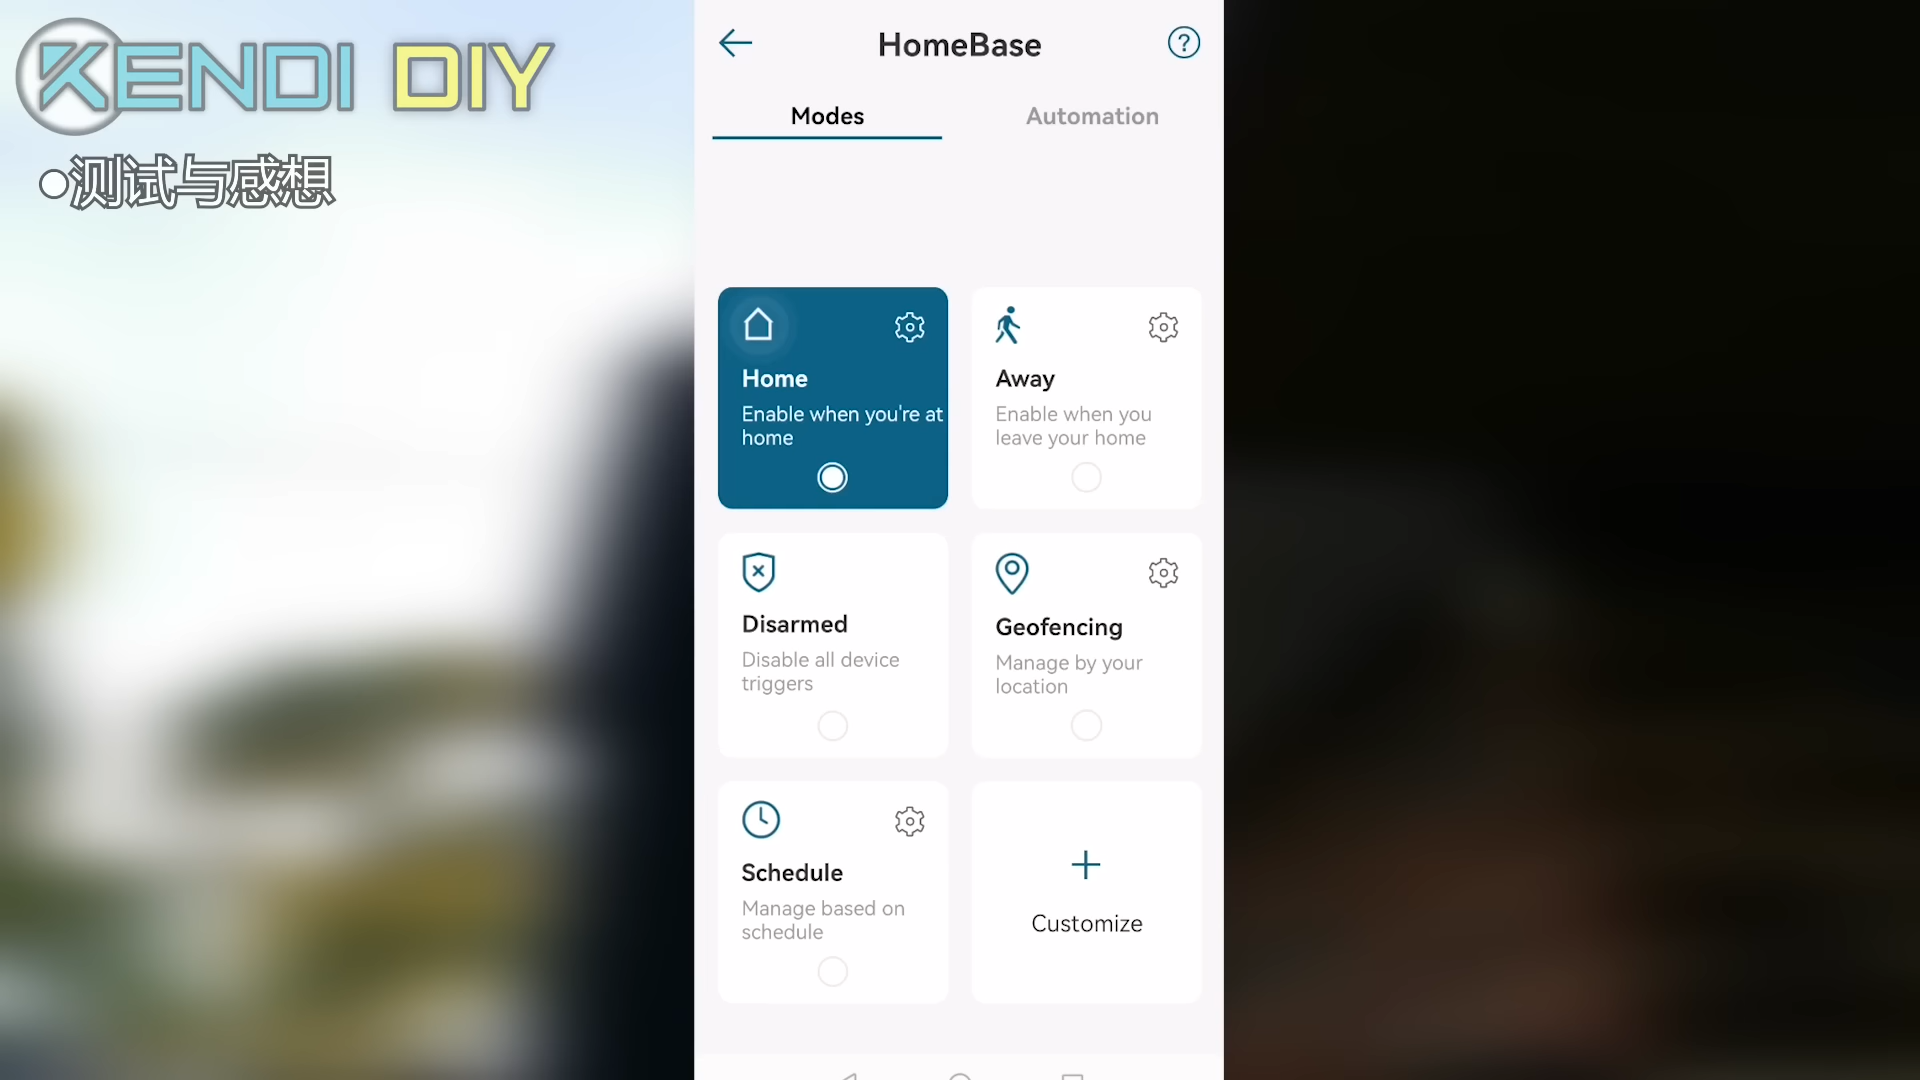 KENDI DIY
●测试与感想
HomeBase
?
Modes
Automation
Home
Enable when you're at
home
Away
Enable when you
leave your home
Disarmed
Disable all device
triggers
Geofencing
Manage by your
location
Schedule
Manage based on
schedule
+
Customize